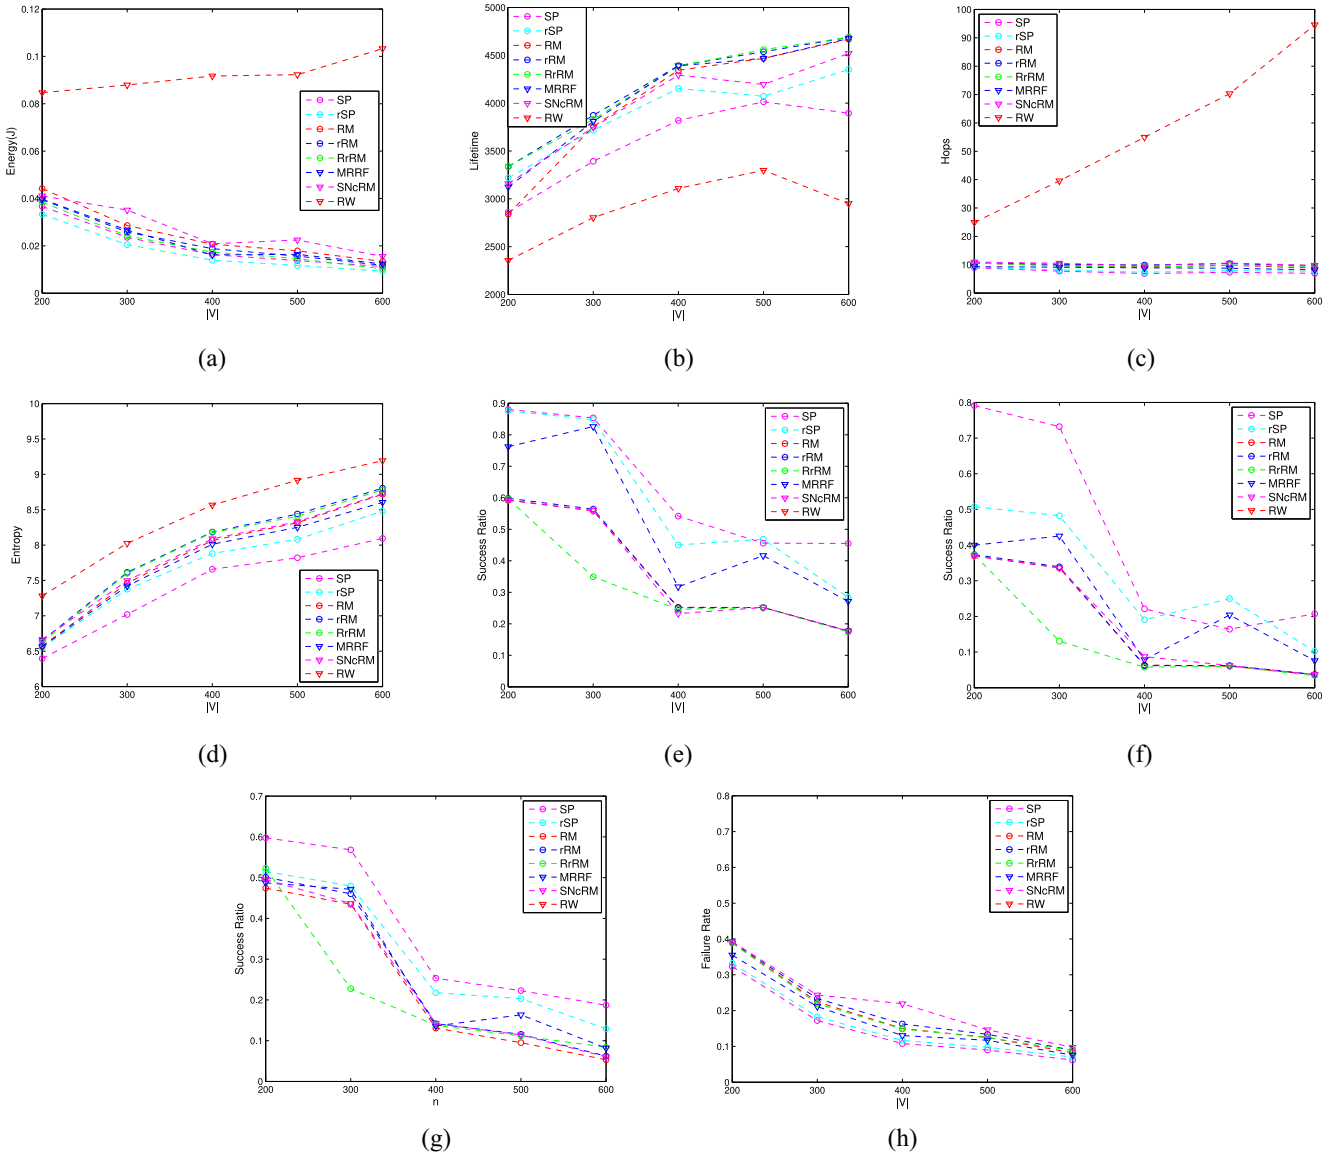 0.12
0.1
0.08
0.06
0.04
0.02
0
Energy(J)
200 300 400 500 600
|V|
SP
rSP
RM
rRM
RrRM
MRRF
SNcRM
RW
(a)
5000
4500
4000
3500
3000
2500
2000
Lifetime
200 300 400 500 600
|V|
SP
rSP
RM
rRM
RrRM
MRRF
SNcRM
RW
(b)
100
90
80
70
60
50
40
30
20
10
0
Hops
200 300 400 500 600
|V|
SP
rSP
RM
rRM
RrRM
MRRF
SNcRM
RW
(c)
10
9.5
9
8.5
8
7.5
7
6.5
6
Entropy
200 300 400 500 600
|V|
SP
rSP
RM
rRM
RrRM
MRRF
SNcRM
RW
(d)
0.9
0.8
0.7
0.6
0.5
0.4
0.3
0.2
0.1
0
Success Ratio
200 300 400 500 600
|V|
SP
rSP
RM
rRM
RrRM
MRRF
SNcRM
RW
(e)
0.8
0.7
0.6
0.5
0.4
0.3
0.2
0.1
0
Success Ratio
200 300 400 500 600
|V|
SP
rSP
RM
rRM
RrRM
MRRF
SNcRM
RW
(f)
0.7
0.6
0.5
0.4
0.3
0.2
0.1
0
Success Ratio
200 300 400 500 600
n
SP
rSP
RM
rRM
RrRM
MRRF
SNcRM
RW
(g)
0.8
0.7
0.6
0.5
0.4
0.3
0.2
0.1
0
Failure Rate
200 300 400 500 600
|V|
SP
rSP
RM
rRM
RrRM
MRRF
SNcRM
RW
(h)